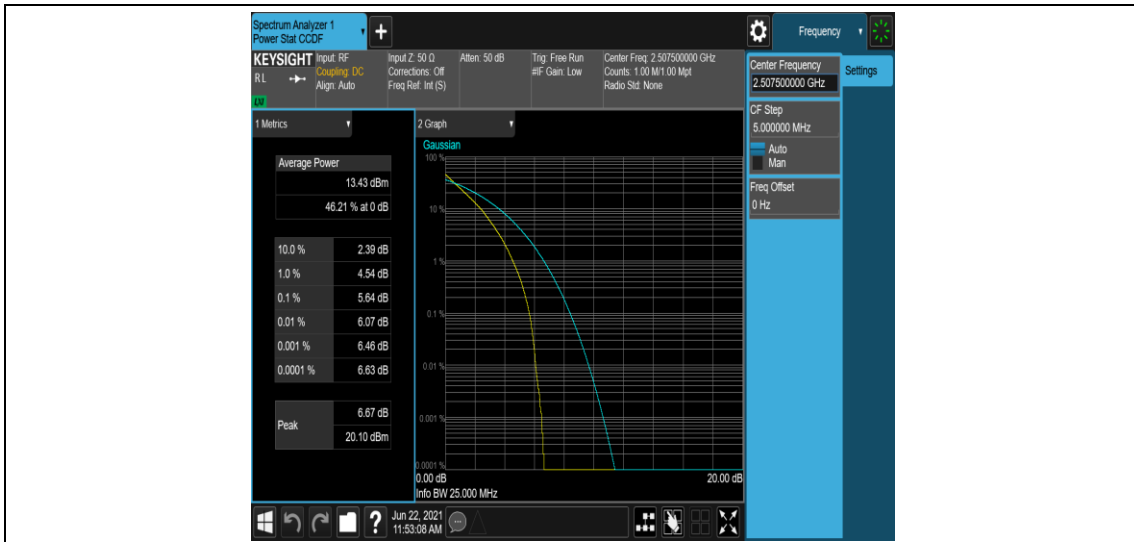 Spectrum Analyzer 1
Power Stat CCDF
Frequency
KEYSIGHT
RL
LXI
Input: RF
Coupling: DC
Align: Auto
Input Z: 50 Ω
Corrections: Off
Freq Ref: Int (S)
Atten: 50 dB
Trig: Free Run
#IF Gain: Low
Center Freq: 2.507500000 GHz
Counts: 1.00 M/1.00 Mpt
Radio Std: None
Center Frequency
2.507500000 GHz
Settings
CF Step
5.000000 MHz
Auto
Man
Freq Offset
0 Hz
1 Metrics
Average Power
13.43 dBm
46.21 % at 0 dB
10.0 % 2.39 dB
1.0 % 4.54 dB
0.1 % 5.64 dB
0.01 % 6.07 dB
0.001 % 6.46 dB
0.0001 % 6.63 dB
Peak 6.67 dB
20.10 dBm
2 Graph
Gaussian
100 %
10 %
1 %
0.1 %
0.01 %
0.001 %
0.0001 %
0.00 dB 20.00 dB
Info BW 25.000 MHz
Jun 22, 2021
11:53:08 AM